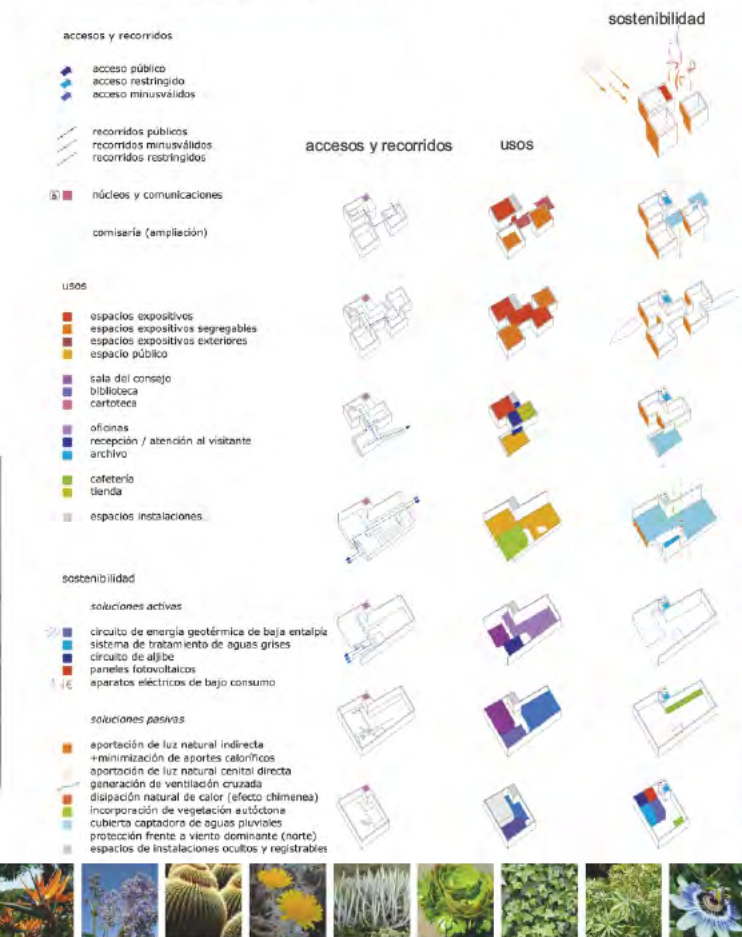 sostenibilidad
accesos y recorridos
acceso público
acceso restringido
acceso minusválidos
recorridos públicos
recorridos minusválidos
recorridos restringidos
accesos y recorridos
usos
núcleos y comunicaciones
comisaría (ampliación)
usos
espacios expositivos
espacios expositivos segregables
espacios expositivos exteriores
espacio público
sala del consejo
biblioteca
cartoteca
oficinas
recepción / atención al visitante
archivo
cafetería
tienda
espacios instalaciones
sostenibilidad
soluciones activas
circuito de energía geotérmica de baja entalpía
sistema de tratamiento de aguas grises
circuito de aljibe
paneles fotovoltaicos
aparatos eléctricos de bajo consumo
soluciones pasivas
aportación de luz natural indirecta
+minimización de aportes caloríficos
aportación de luz natural cenital directa
generación de ventilación cruzada
disipación natural de calor (efecto chimenea)
incorporación de vegetación autóctona
cubierta captadora de aguas pluviales
protección frente a viento dominante (norte)
espacios de instalaciones ocultos y registrables